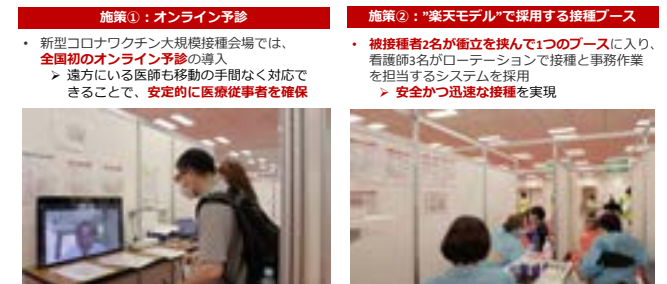 施策①：オンライン予診
• 新型コロナワクチン大規模接種会場では、
全国初のオンライン予診の導入
➢ 遠方にいる医師も移動の手間なく対応で
きることで、安定的に医療従事者を確保
施策②：”楽天モデル”で採用する接種ブース
• 被接種者2名が衝立を挟んで1つのブースに入り、
看護師3名がローテーションで接種と事務作業
を担当するシステムを採用
➢ 安全かつ迅速な接種を実現